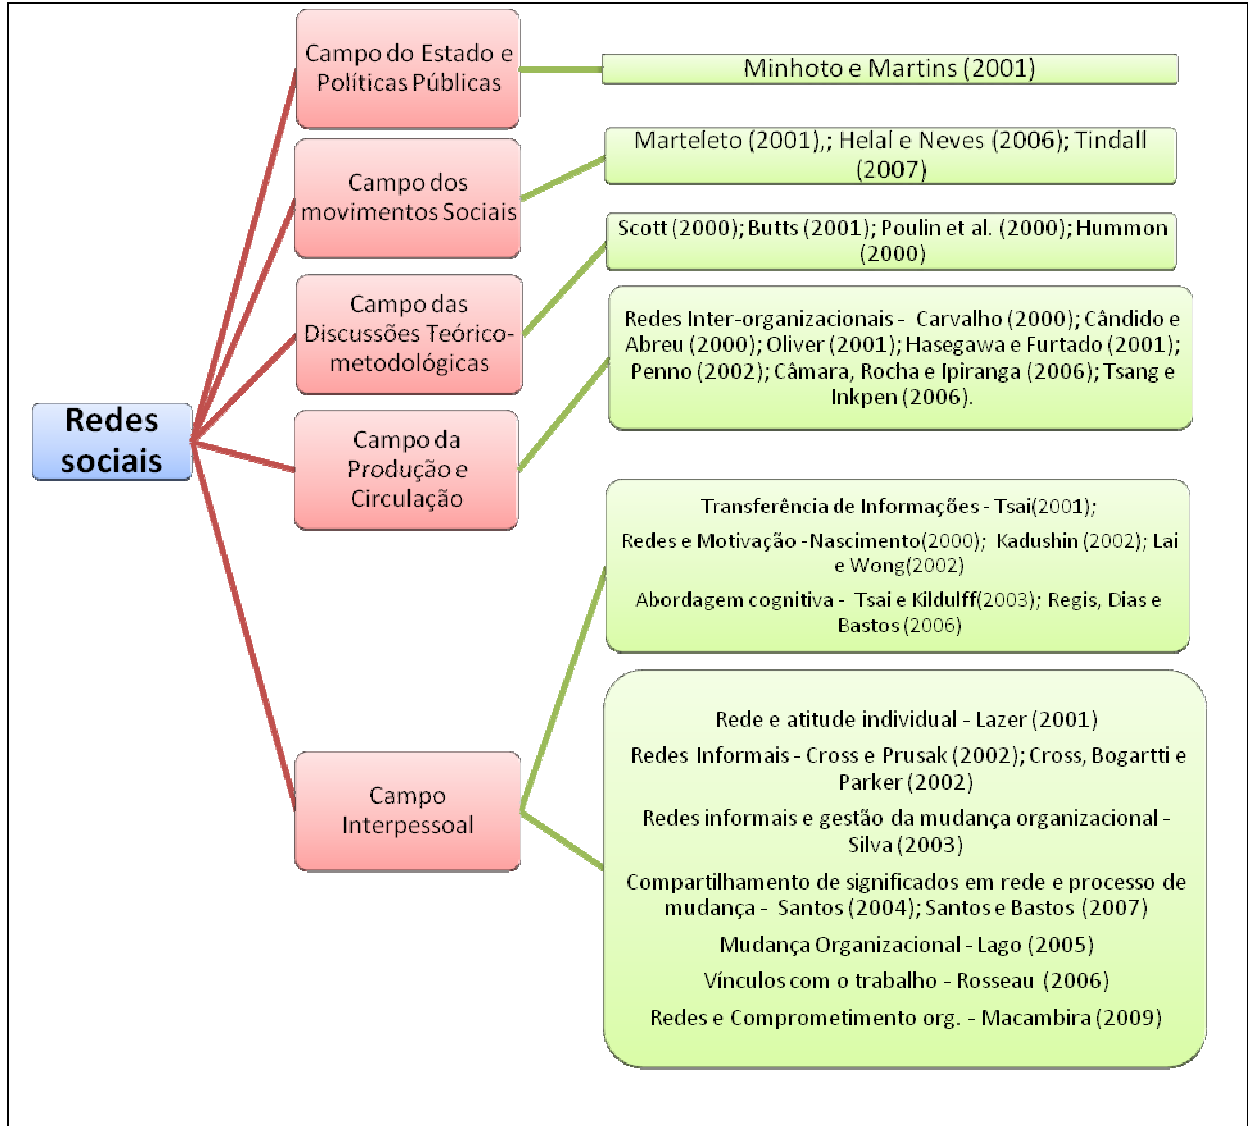 Campo do Estado e
Políticas Públicas
Minhoto e Martins (2001)
Campo dos
movimentos Sociais
Marteleto (2001),; Helal e Neves (2006); Tindall
(2007)
Campo das
Discussões Teórico-
metodológicas
Scott (2000); Butts (2001); Poulin et al. (2000); Hummon
(2000)
Redes
sociais
Campo da
Produção e
Circulação
Redes Inter-organizacionais - Carvalho (2000); Cândido e
Abreu (2000); Oliver (2001); Hasegawa e Furtado (2001);
Penno (2002); Câmara, Rocha e Ipiranga (2006); Tsang e
Inkpen (2006).
Campo
Interpessoal
Transferência de Informações - Tsai(2001);
Redes e Motivação -Nascimento(2000); Kadushin (2002); Lai
e Wong(2002)
Abordagem cognitiva - Tsai e Kildulff(2003); Regis, Dias e
Bastos (2006)
Rede e atitude individual - Lazer (2001)
Redes Informais - Cross e Prusak (2002); Cross, Bogartti e
Parker (2002)
Redes informais e gestão da mudança organizacional -
Silva (2003)
Compartilhamento de significados em rede e processo de
mudança - Santos (2004); Santos e Bastos (2007)
Mudança Organizacional - Lago (2005)
Vínculos com o trabalho - Rosseau (2006)
Redes e Comprometimento org. - Macambira (2009)